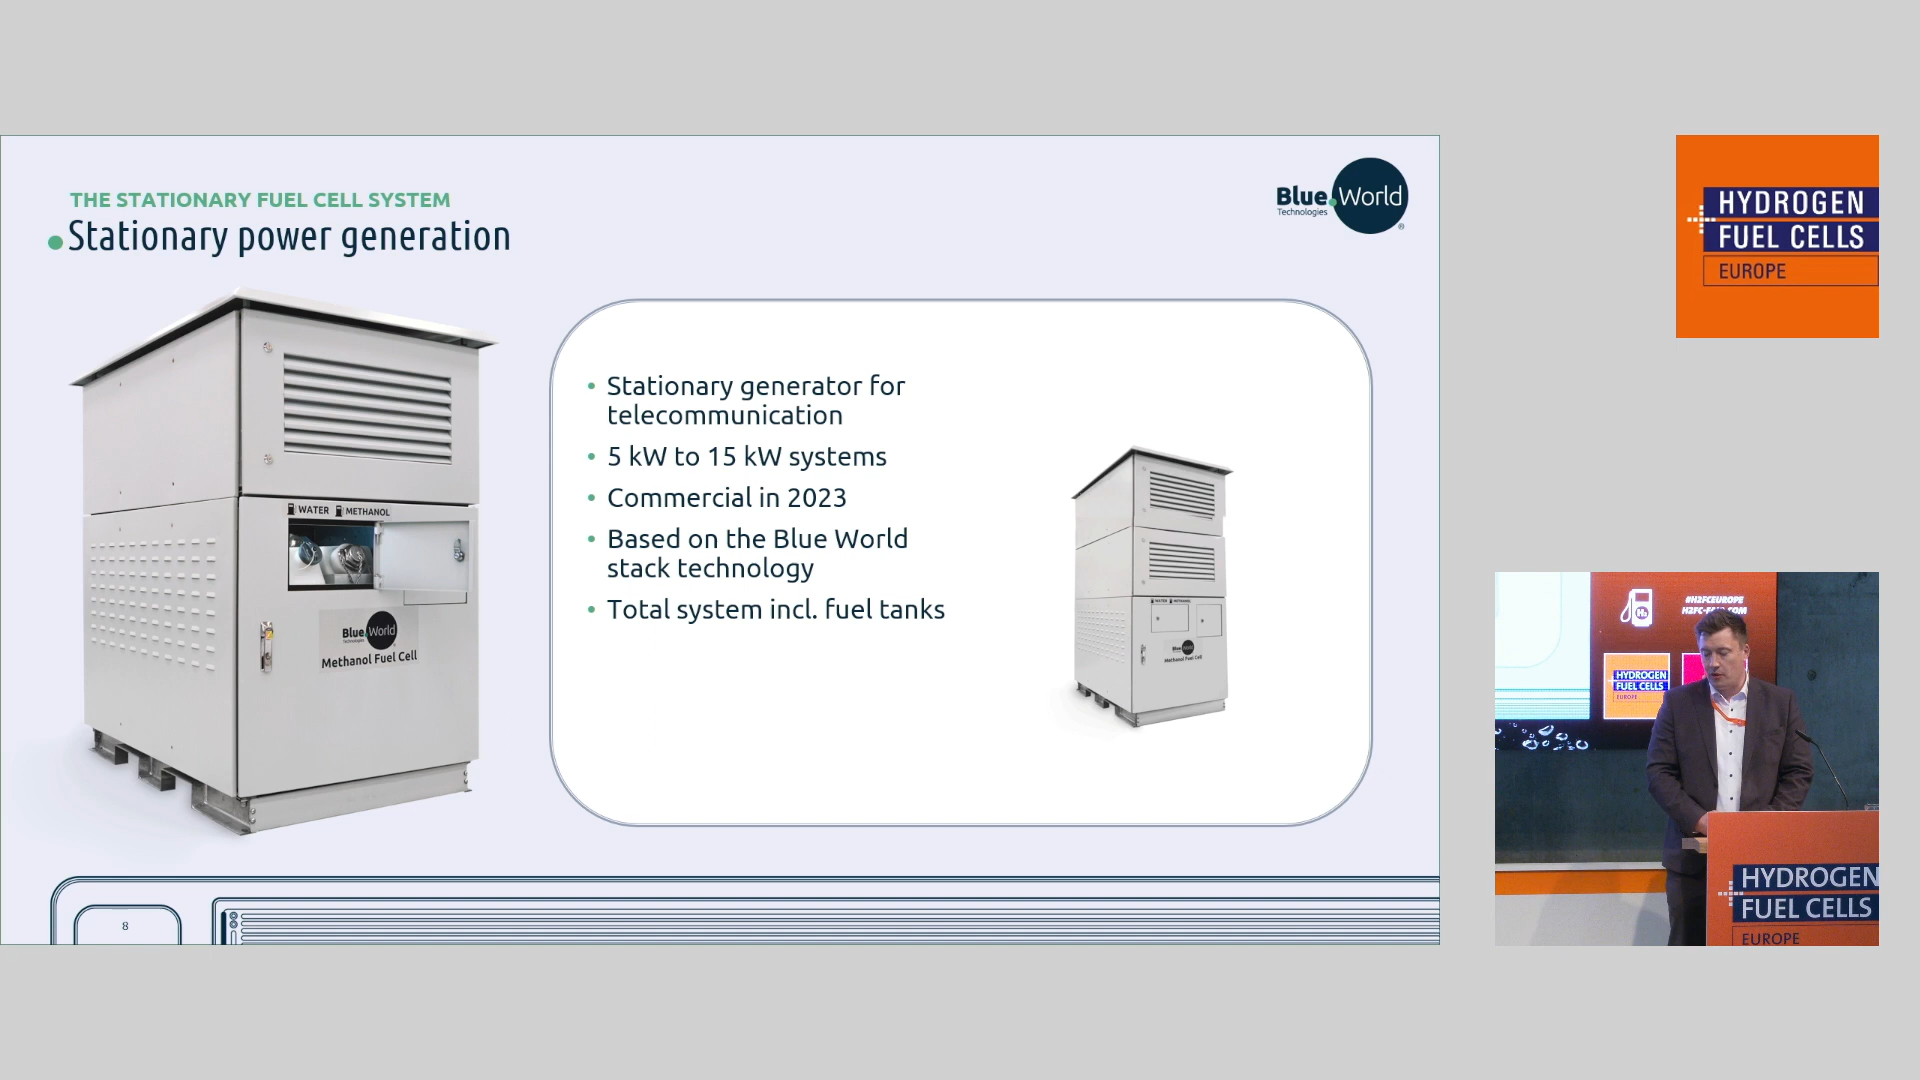 THE STATIONARY FUEL CELL SYSTEM
Stationary power generation
Blue World
Technologies
®
WATER METHANOL
Blue World
Technologies
Methanol Fuel Cell
• Stationary generator for
telecommunication
• 5 kW to 15 kW systems
• Commercial in 2023
• Based on the Blue World
stack technology
• Total system incl. fuel tanks
WATER METHANOL
Blue World
Methanol Fuel Cell
8
HYDROGEN
FUEL CELLS
EUROPE
H2
#H2FCEUROPE
HYDROGEN
FUEL CELLS
EUROPE
HYDROGEN
FUEL CELLS
EUROPE